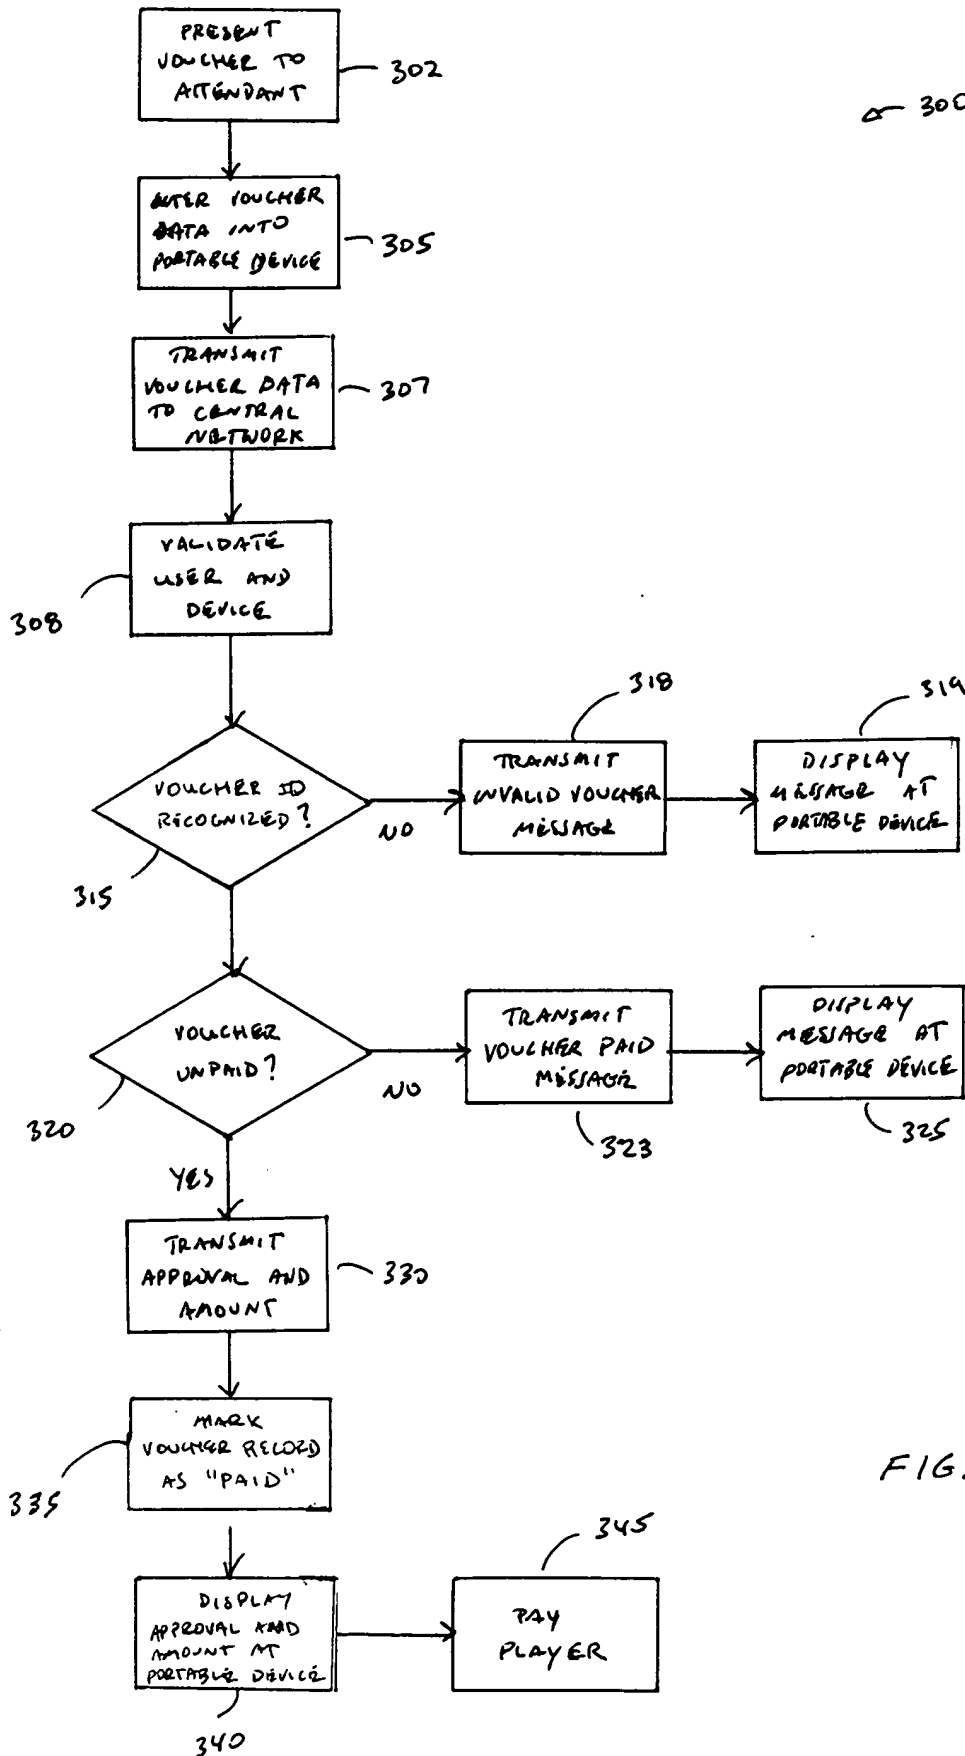 PRESENT
VOUCHER TO
ATTENDANT
302
300
ENTER VOUCHER
DATA INTO
PORTABLE DEVICE
305
TRANSMIT
VOUCHER DATA
TO CENTRAL
NETWORK
307
VALIDATE
USER AND
DEVICE
308
VOUCHER ID
RECOGNIZED?
315
NO
318
TRANSMIT
INVALID VOUCHER
MESSAGE
319
DISPLAY
MESSAGE AT
PORTABLE DEVICE
VOUCHER
UNPAID?
320
NO
TRANSMIT
VOUCHER PAID
MESSAGE
323
DISPLAY
MESSAGE AT
PORTABLE DEVICE
325
YES
TRANSMIT
APPROVAL AND
AMOUNT
330
MARK
VOUCHER RECORD
AS "PAID"
335
FIG.
DISPLAY
APPROVAL AND
AMOUNT AT
PORTABLE DEVICE
340
345
PAY
PLAYER